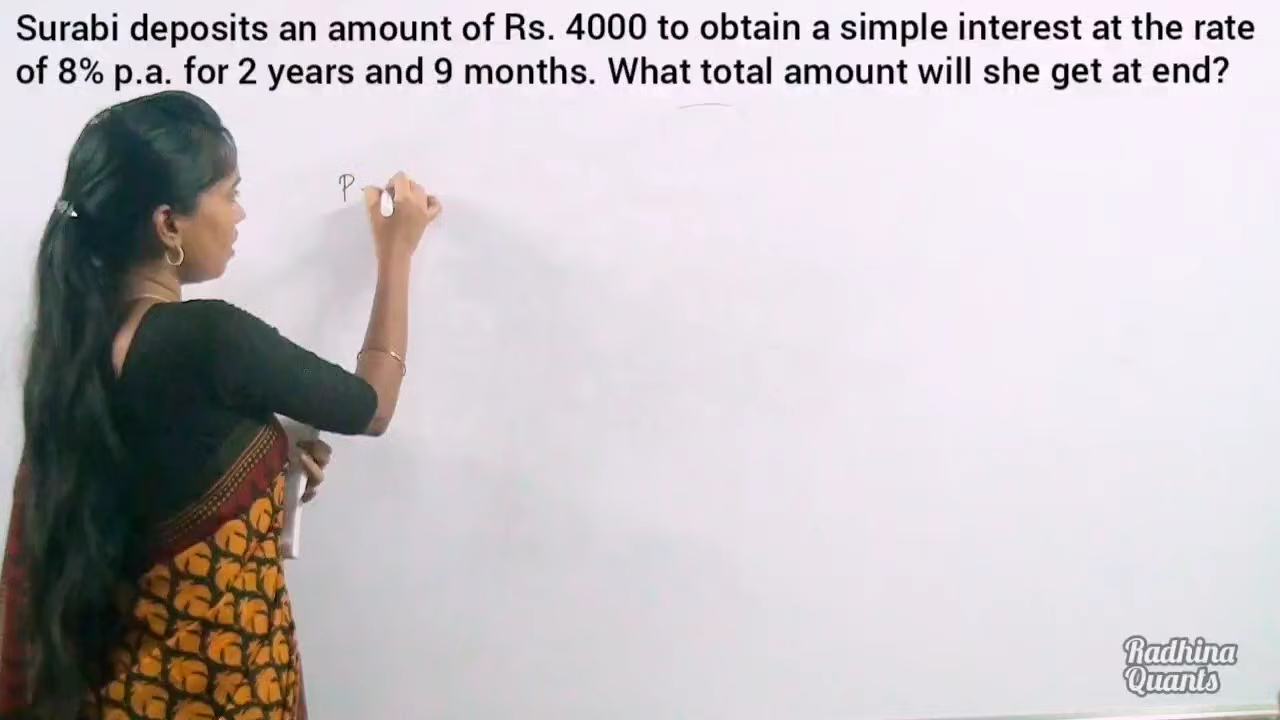 Surabi deposits an amount of Rs. 4000 to obtain a simple interest at the rate
of 8% p.a. for 2 years and 9 months. What total amount will she get at end?
P
Radhina
Quants